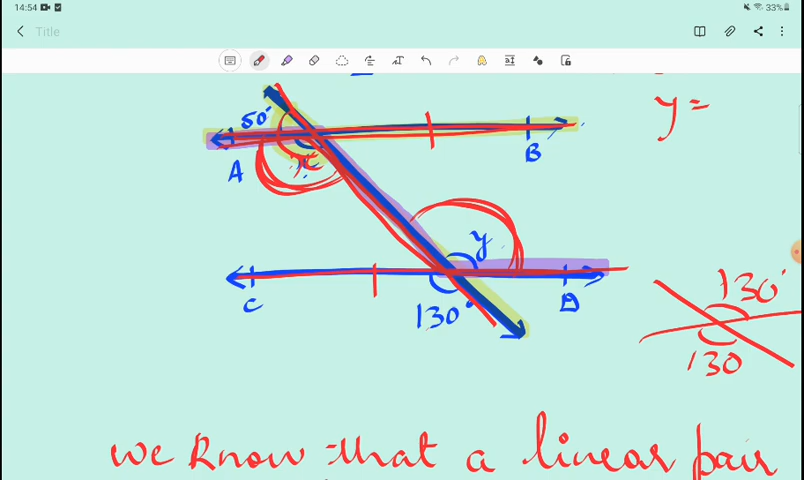 14:54
33%
Title
50°
y=
A
x
B
y
C
130
D
130°
130
we know that a linear pair